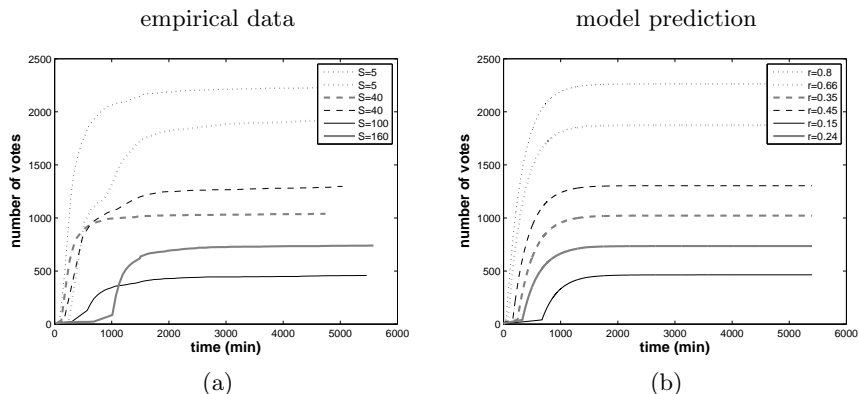 empirical data
2500
2000
1500
1000
500
0
number of votes
S=5
S=5
S=40
S=40
S=100
S=160
0 1000 2000 3000 4000 5000 6000
time (min)
(a)
model prediction
2500
2000
1500
1000
500
0
number of votes
r=0.8
r=0.66
r=0.35
r=0.45
r=0.15
r=0.24
0 1000 2000 3000 4000 5000 6000
time (min)
(b)